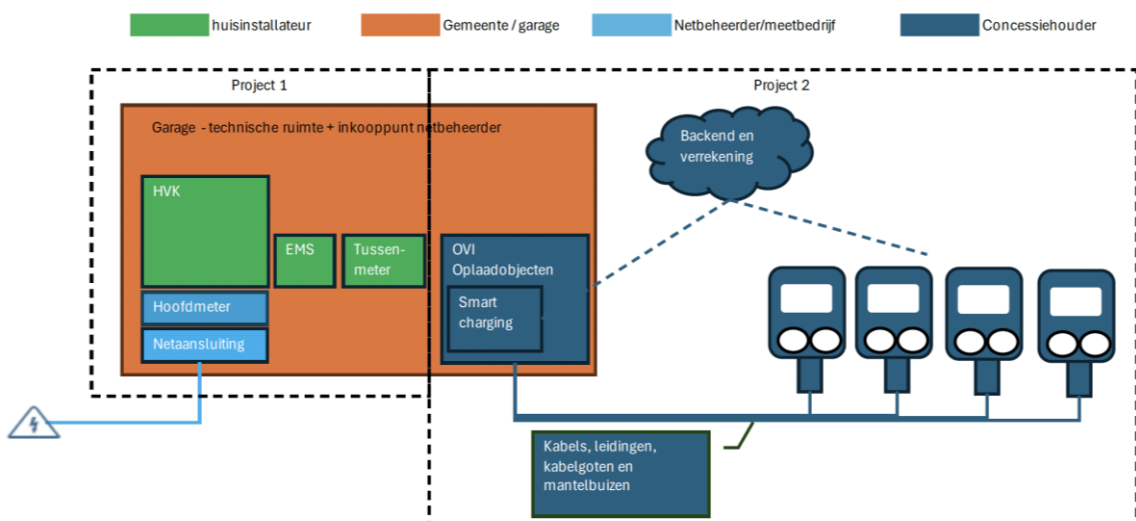 huisinstallateur
Gemeente / garage
Netbeheerder/meetbedrijf
Concessiehouder
Project 1
Project 2
Garage - technische ruimte + inkooppunt netbeheerder
Backend en
verrekening
HVK
EMS
Tussen-
meter
OVI
Oplaadobjecten
Smart
charging
Hoofdmeter
Netaansluiting
Kabels, leidingen,
kabelgoten en
mantelbuizen